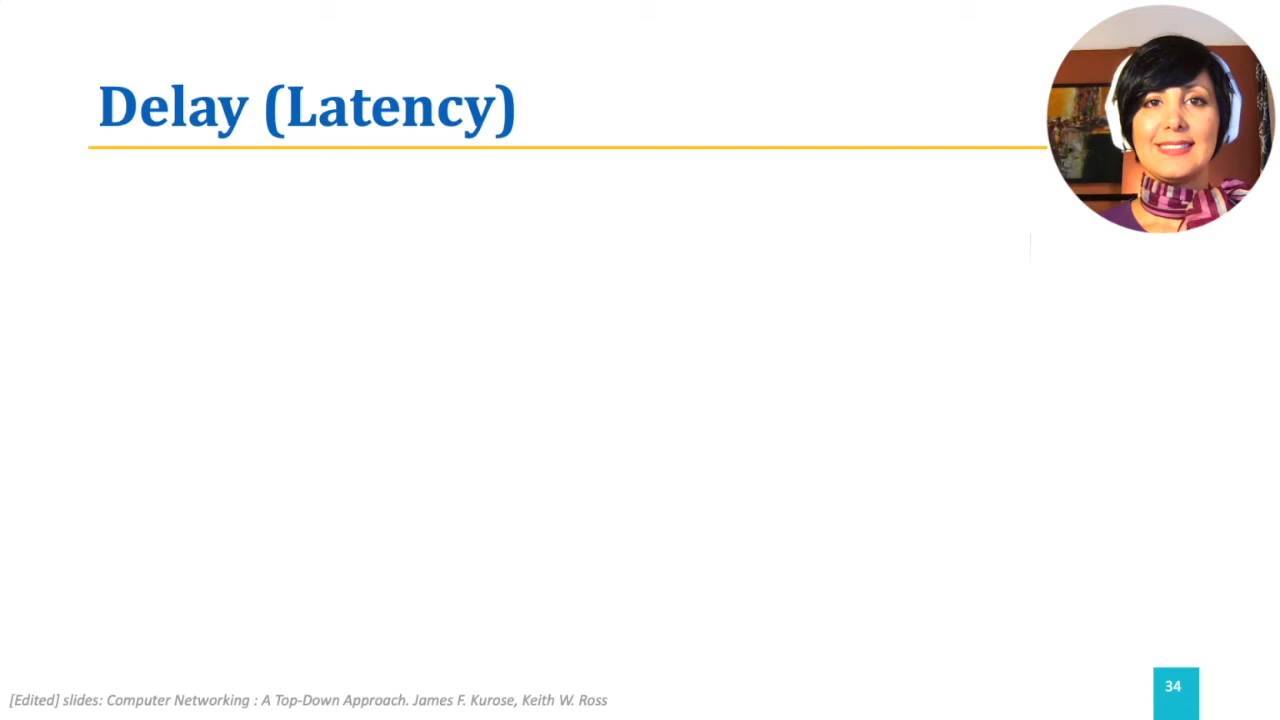 Delay (Latency)
[Edited] slides: Computer Networking : A Top-Down Approach. James F. Kurose, Keith W. Ross
34